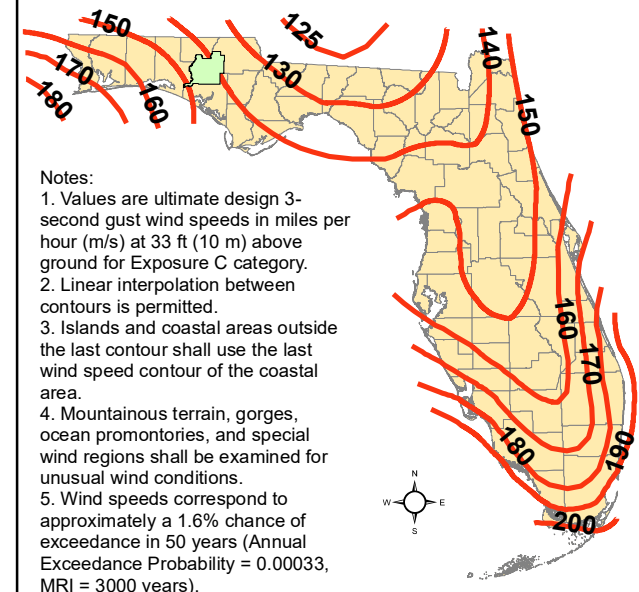 150
125
140
170
130
180
160
150
Notes:
1. Values are ultimate design 3-
second gust wind speeds in miles per
hour (m/s) at 33 ft (10 m) above
ground for Exposure C category.
2. Linear interpolation between
contours is permitted.
3. Islands and coastal areas outside
the last contour shall use the last
wind speed contour of the coastal
area.
4. Mountainous terrain, gorges,
ocean promontories, and special
wind regions shall be examined for
unusual wind conditions.
5. Wind speeds correspond to
approximately a 1.6% chance of
exceedance in 50 years (Annual
Exceedance Probability = 0.00033,
MRI = 3000 years).
160
170
180
190
200
N
W E
S